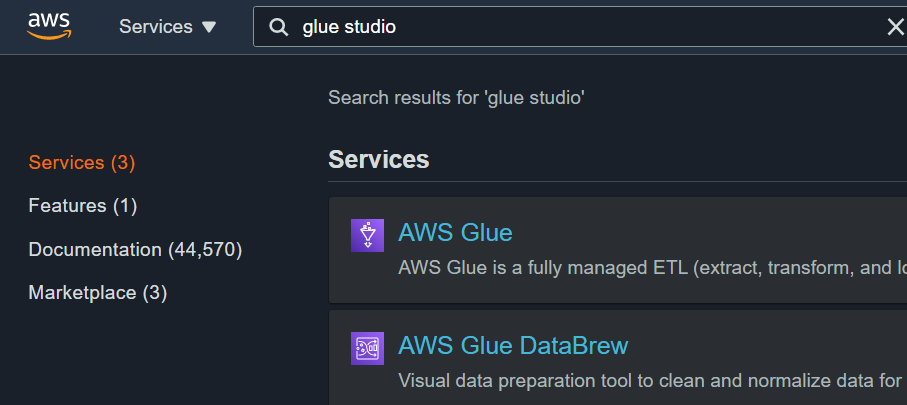 aws
Services ▼
glue studio
Search results for 'glue studio'
Services (3)
Features (1)
Documentation (44,570)
Marketplace (3)
Services
AWS Glue
AWS Glue is a fully managed ETL (extract, transform, and
AWS Glue DataBrew
Visual data preparation tool to clean and normalize data for